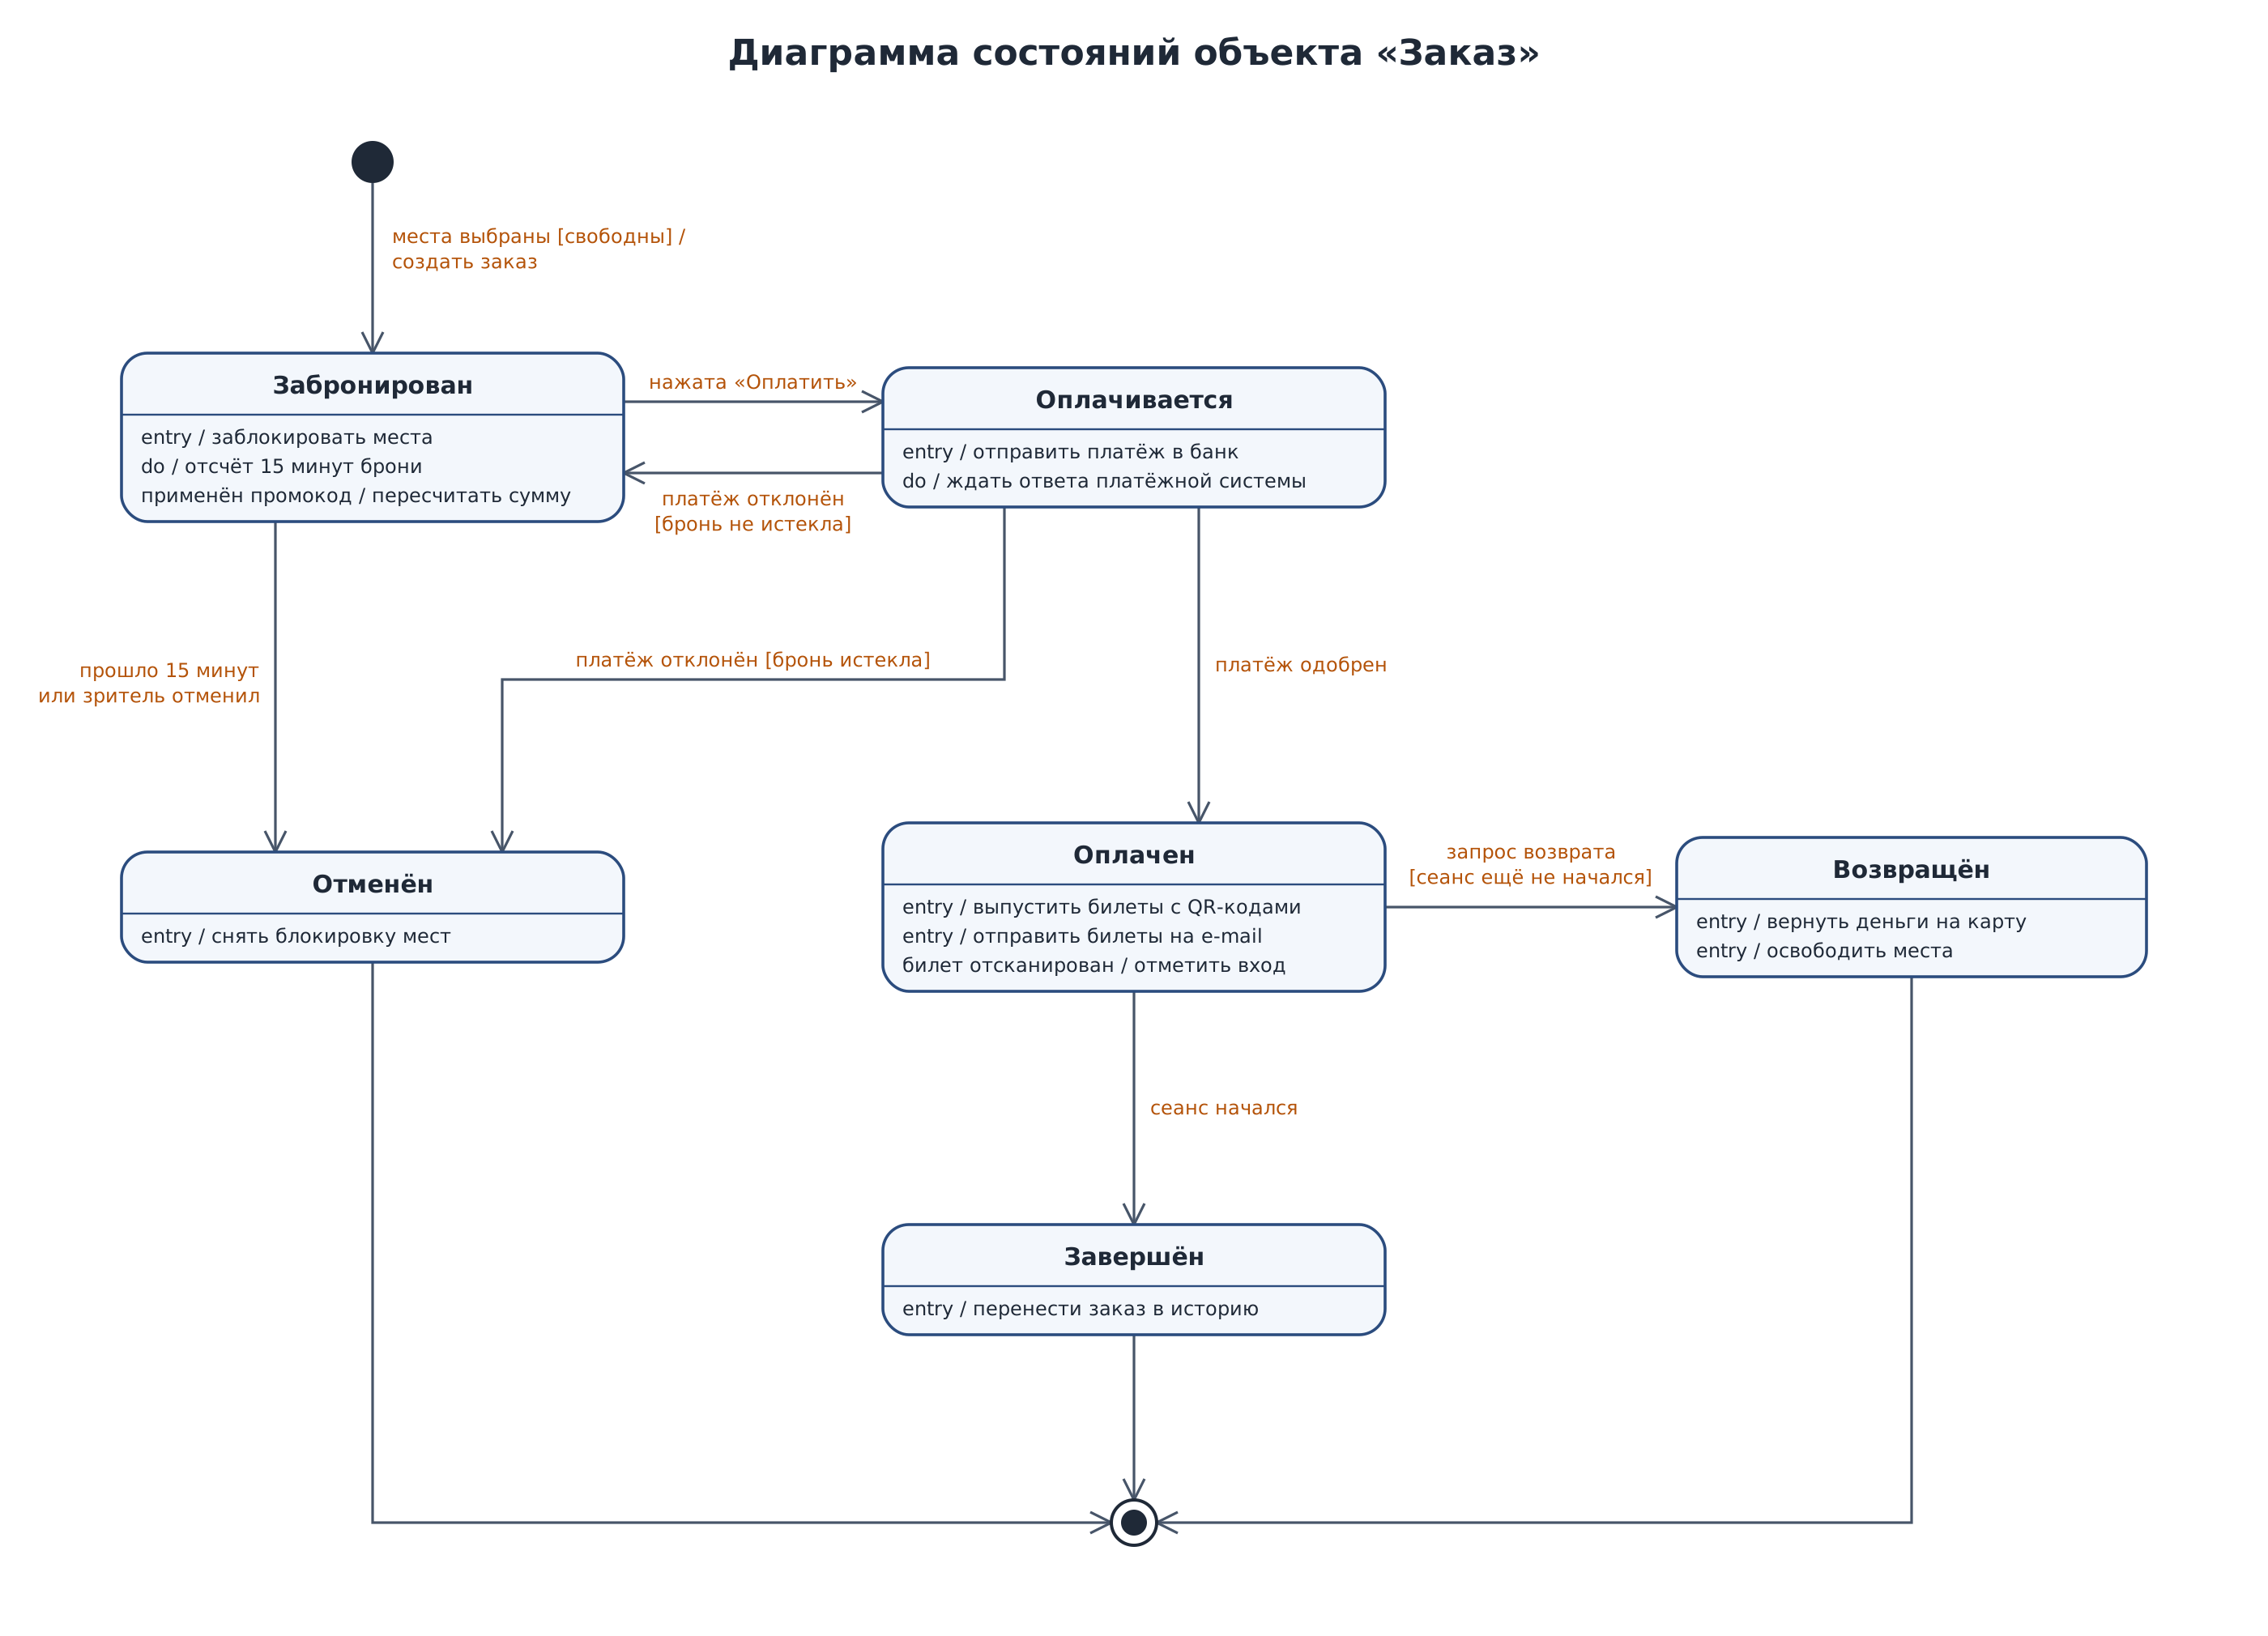 Диаграмма состояний объекта «Заказ»
места выбраны [свободны] /
создать заказ
Забронирован
entry / заблокировать места
do / отсчёт 15 минут брони
применён промокод / пересчитать сумму
нажата «Оплатить»
платёж отклонён
[бронь не истекла]
Оплачивается
entry / отправить платёж в банк
do / ждать ответа платёжной системы
прошло 15 минут
или зритель отменил
платёж отклонён [бронь истекла]
платёж одобрен
Отменён
entry / снять блокировку мест
Оплачен
entry / выпустить билеты с QR-кодами
entry / отправить билеты на e-mail
билет отсканирован / отметить вход
запрос возврата
[сеанс ещё не начался]
Возвращён
entry / вернуть деньги на карту
entry / освободить места
сеанс начался
Завершён
entry / перенести заказ в историю